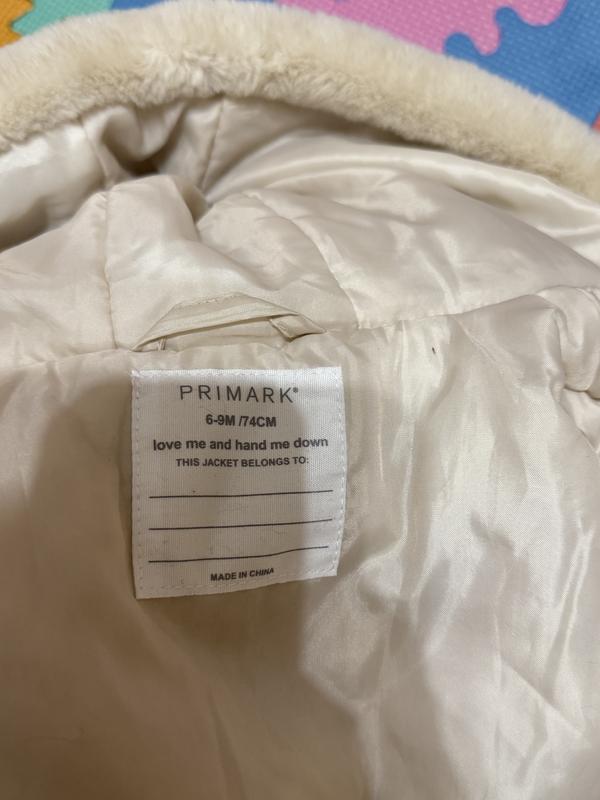 PRIMARK®
6-9M /74CM
love me and hand me down
THIS JACKET BELONGS TO:
MADE IN CHINA